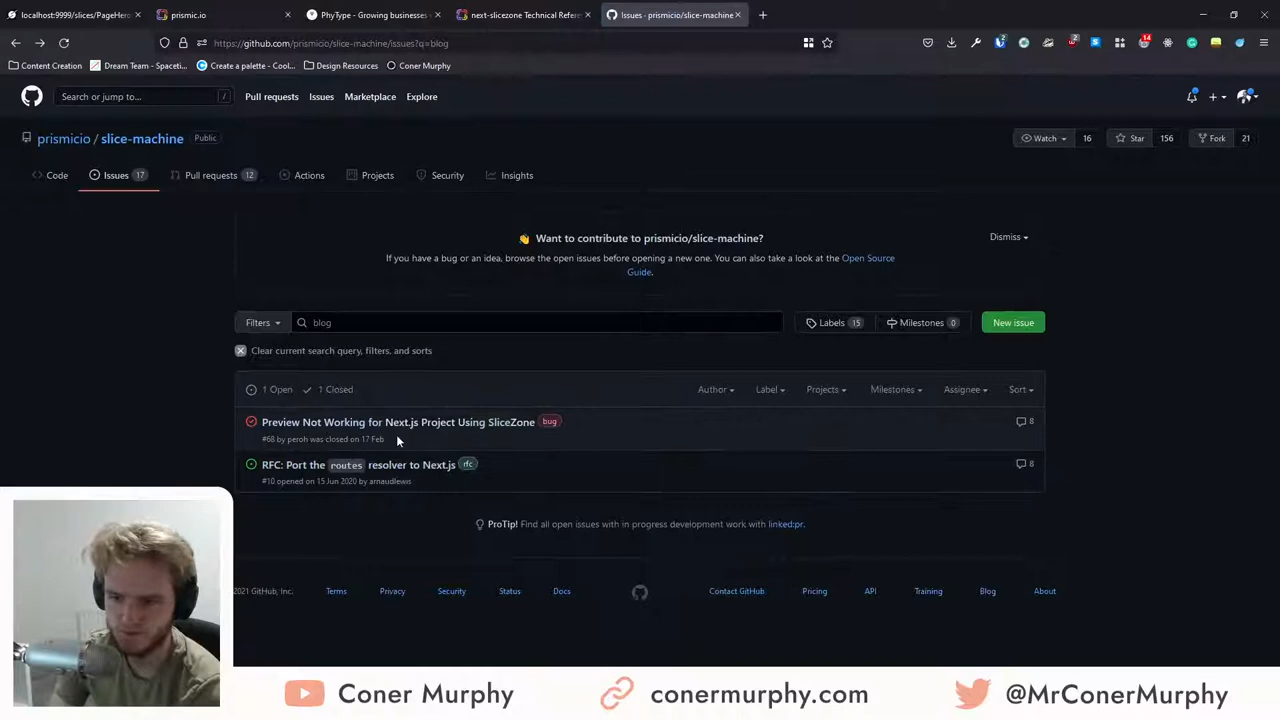 localhost:9999/slices/PageHero
prismic.io
PhyType - Growing businesses
next-slicezone Technical Refere
Issues · prismicio/slice-machine
https://github.com/prismicio/slice-machine/issues?q=blog
Content Creation
Dream Team - Spaceti...
Create a palette - Cool...
Design Resources
Coner Murphy
Search or jump to...
/
Pull requests
Issues
Marketplace
Explore
prismicio / slice-machine
Public
Watch
16
Star
156
Fork
21
Code
Issues 17
Pull requests 12
Actions
Projects
Security
Insights
Want to contribute to prismicio/slice-machine?
Dismiss
If you have a bug or an idea, browse the open issues before opening a new one. You can also take a look at the Open Source
Guide.
Filters
blog
Labels 15
Milestones 0
New issue
Clear current search query, filters, and sorts
1 Open
1 Closed
Author
Label
Projects
Milestones
Assignee
Sort
Preview Not Working for Next.js Project Using SliceZone bug
8
#68 by peroh was closed on 17 Feb
RFC: Port the routes resolver to Next.js rfc
8
#10 opened on 15 Jun 2020 by arnaudlewis
ProTip! Find all open issues with in progress development work with linked:pr.
2021 GitHub, Inc.
Terms
Privacy
Security
Status
Docs
Contact GitHub
Pricing
API
Training
Blog
About
Coner Murphy
conermurphy.com
@MrConerMurphy